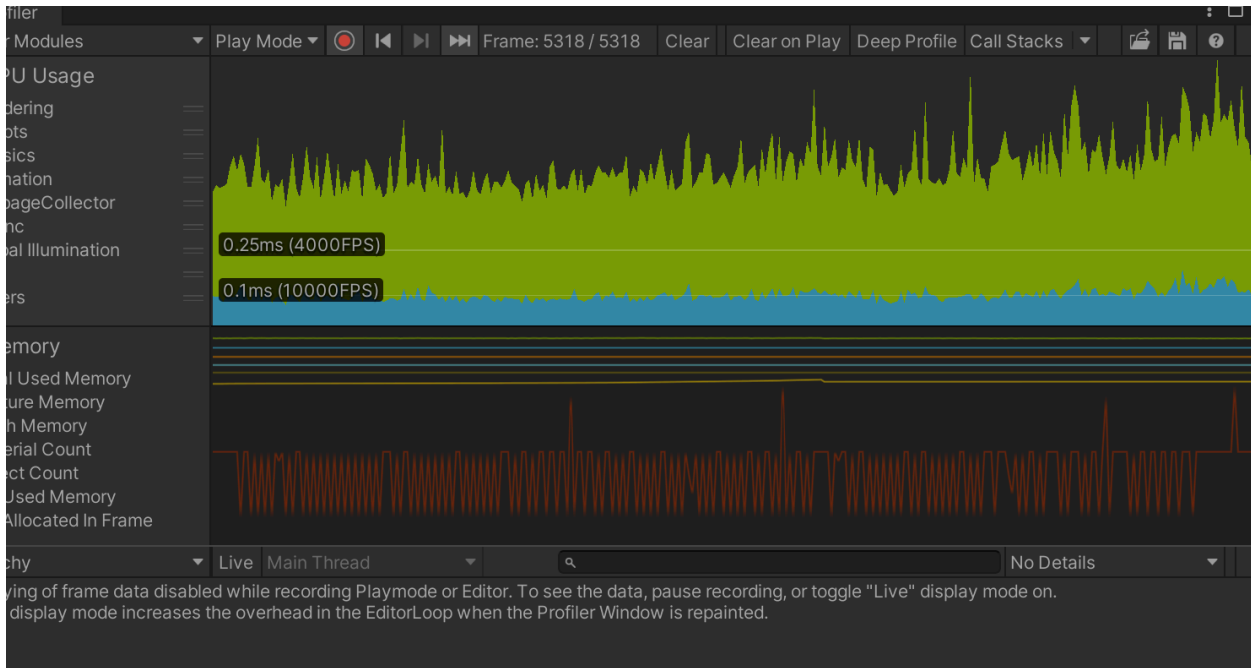 filer
Modules
Play Mode
Frame: 5318 / 5318
Clear
Clear on Play
Deep Profile
Call Stacks
PU Usage
dering
pts
sics
nation
bageCollector
nc
bal Illumination
ers
0.25ms (4000FPS)
0.1ms (10000FPS)
emory
l Used Memory
ture Memory
h Memory
erial Count
ect Count
Used Memory
Allocated In Frame
chy
Live
Main Thread
No Details
ying of frame data disabled while recording Playmode or Editor. To see the data, pause recording, or toggle "Live" display mode on.
display mode increases the overhead in the EditorLoop when the Profiler Window is repainted.